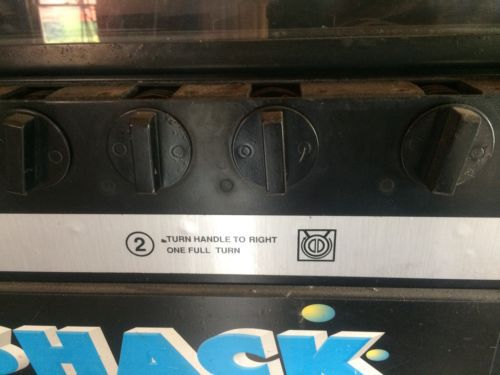 2 TURN HANDLE TO RIGHT
ONE FULL TURN
SHACK